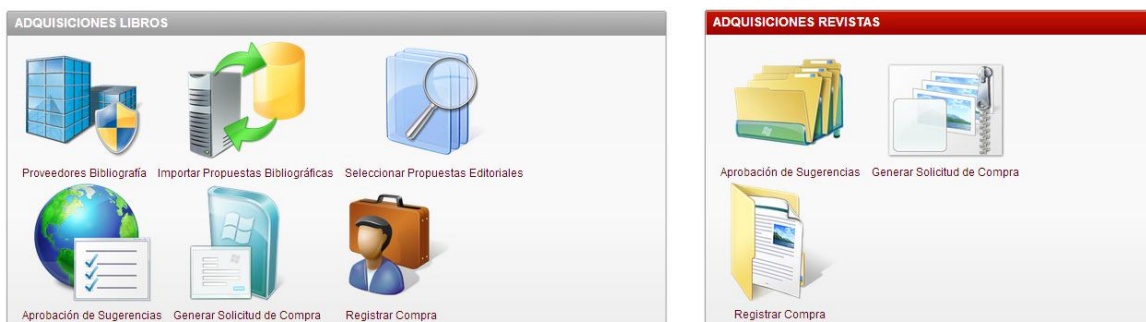 ADQUISICIONES LIBROS
Proveedores Bibliografía
Importar Propuestas Bibliográficas
Seleccionar Propuestas Editoriales
Aprobación de Sugerencias
Generar Solicitud de Compra
Registrar Compra
ADQUISICIONES REVISTAS
Aprobación de Sugerencias
Generar Solicitud de Compra
Registrar Compra